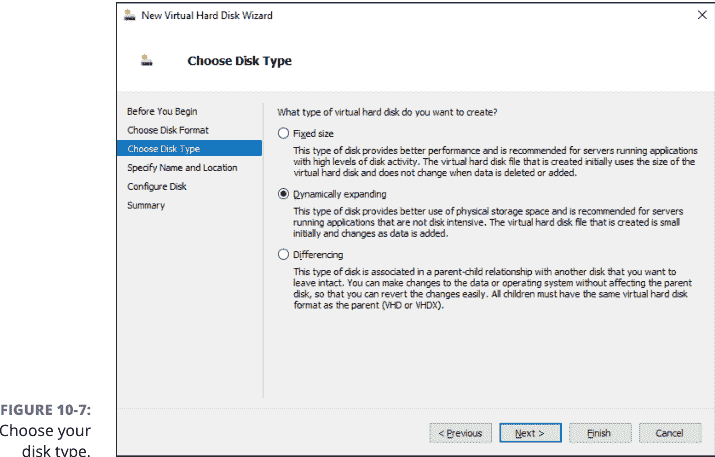 New Virtual Hard Disk Wizard
Choose Disk Type
Before You Begin
Choose Disk Format
Choose Disk Type
Specify Name and Location
Configure Disk
Summary
What type of virtual hard disk do you want to create?
Fixed size
This type of disk provides better performance and is recommended for servers running applications
with high levels of disk activity. The virtual hard disk file that is created initially uses the size of the
virtual hard disk and does not change when data is deleted or added.
Dynamically expanding
This type of disk provides better use of physical storage space and is recommended for servers
running applications that are not disk intensive. The virtual hard disk file that is created is small
initially and changes as data is added.
Differencing
This type of disk is associated in a parent-child relationship with another disk that you want to
leave intact. You can make changes to the data or operating system without affecting the parent
disk, so that you can revert the changes easily. All children must have the same virtual hard disk
format as the parent (VHD or VHDX).
< Previous
Next >
Finish
Cancel
FIGURE 10-7:
Choose your
disk type.